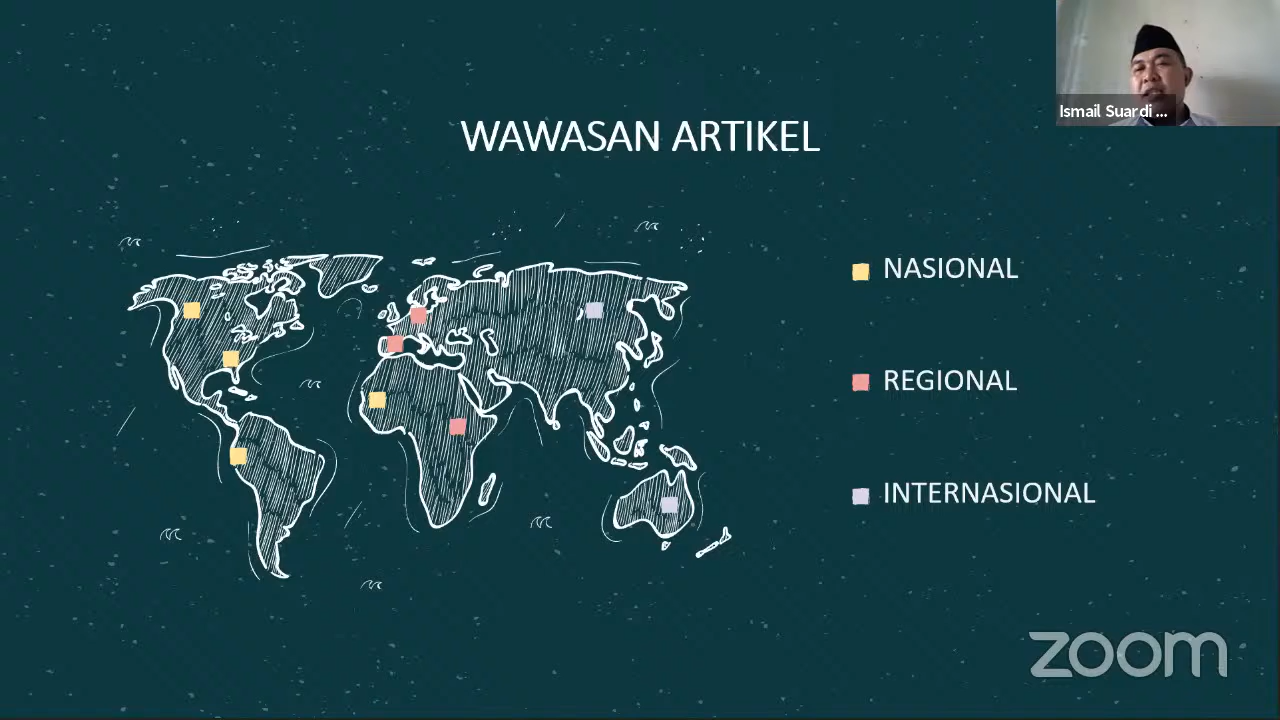 Ismail Suardi ...
WAWASAN ARTIKEL
NASIONAL
REGIONAL
INTERNASIONAL
zoom